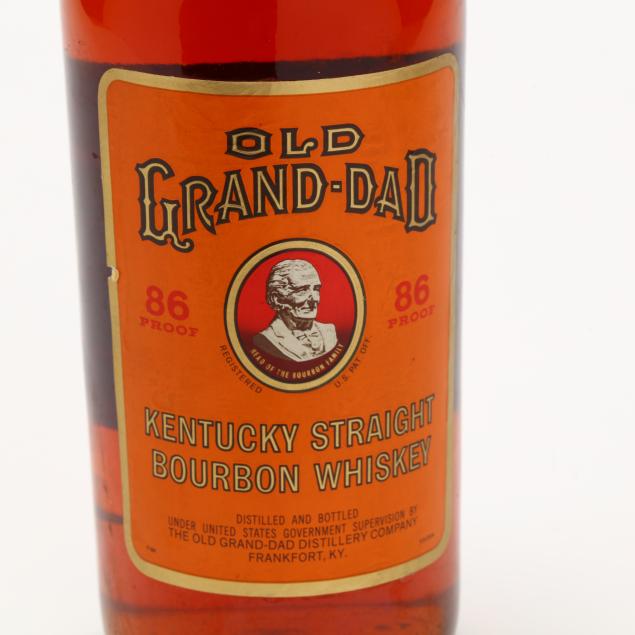 OLD
GRAND-DAD
86 PROOF
86 PROOF
HEAD OF THE BOURBON FAMILY
REGISTERED
U.S. PAT. OFF.
KENTUCKY STRAIGHT
BOURBON WHISKEY
DISTILLED AND BOTTLED
UNDER UNITED STATES GOVERNMENT SUPERVISION BY
THE OLD GRAND-DAD DISTILLERY COMPANY
FRANKFORT, KY.